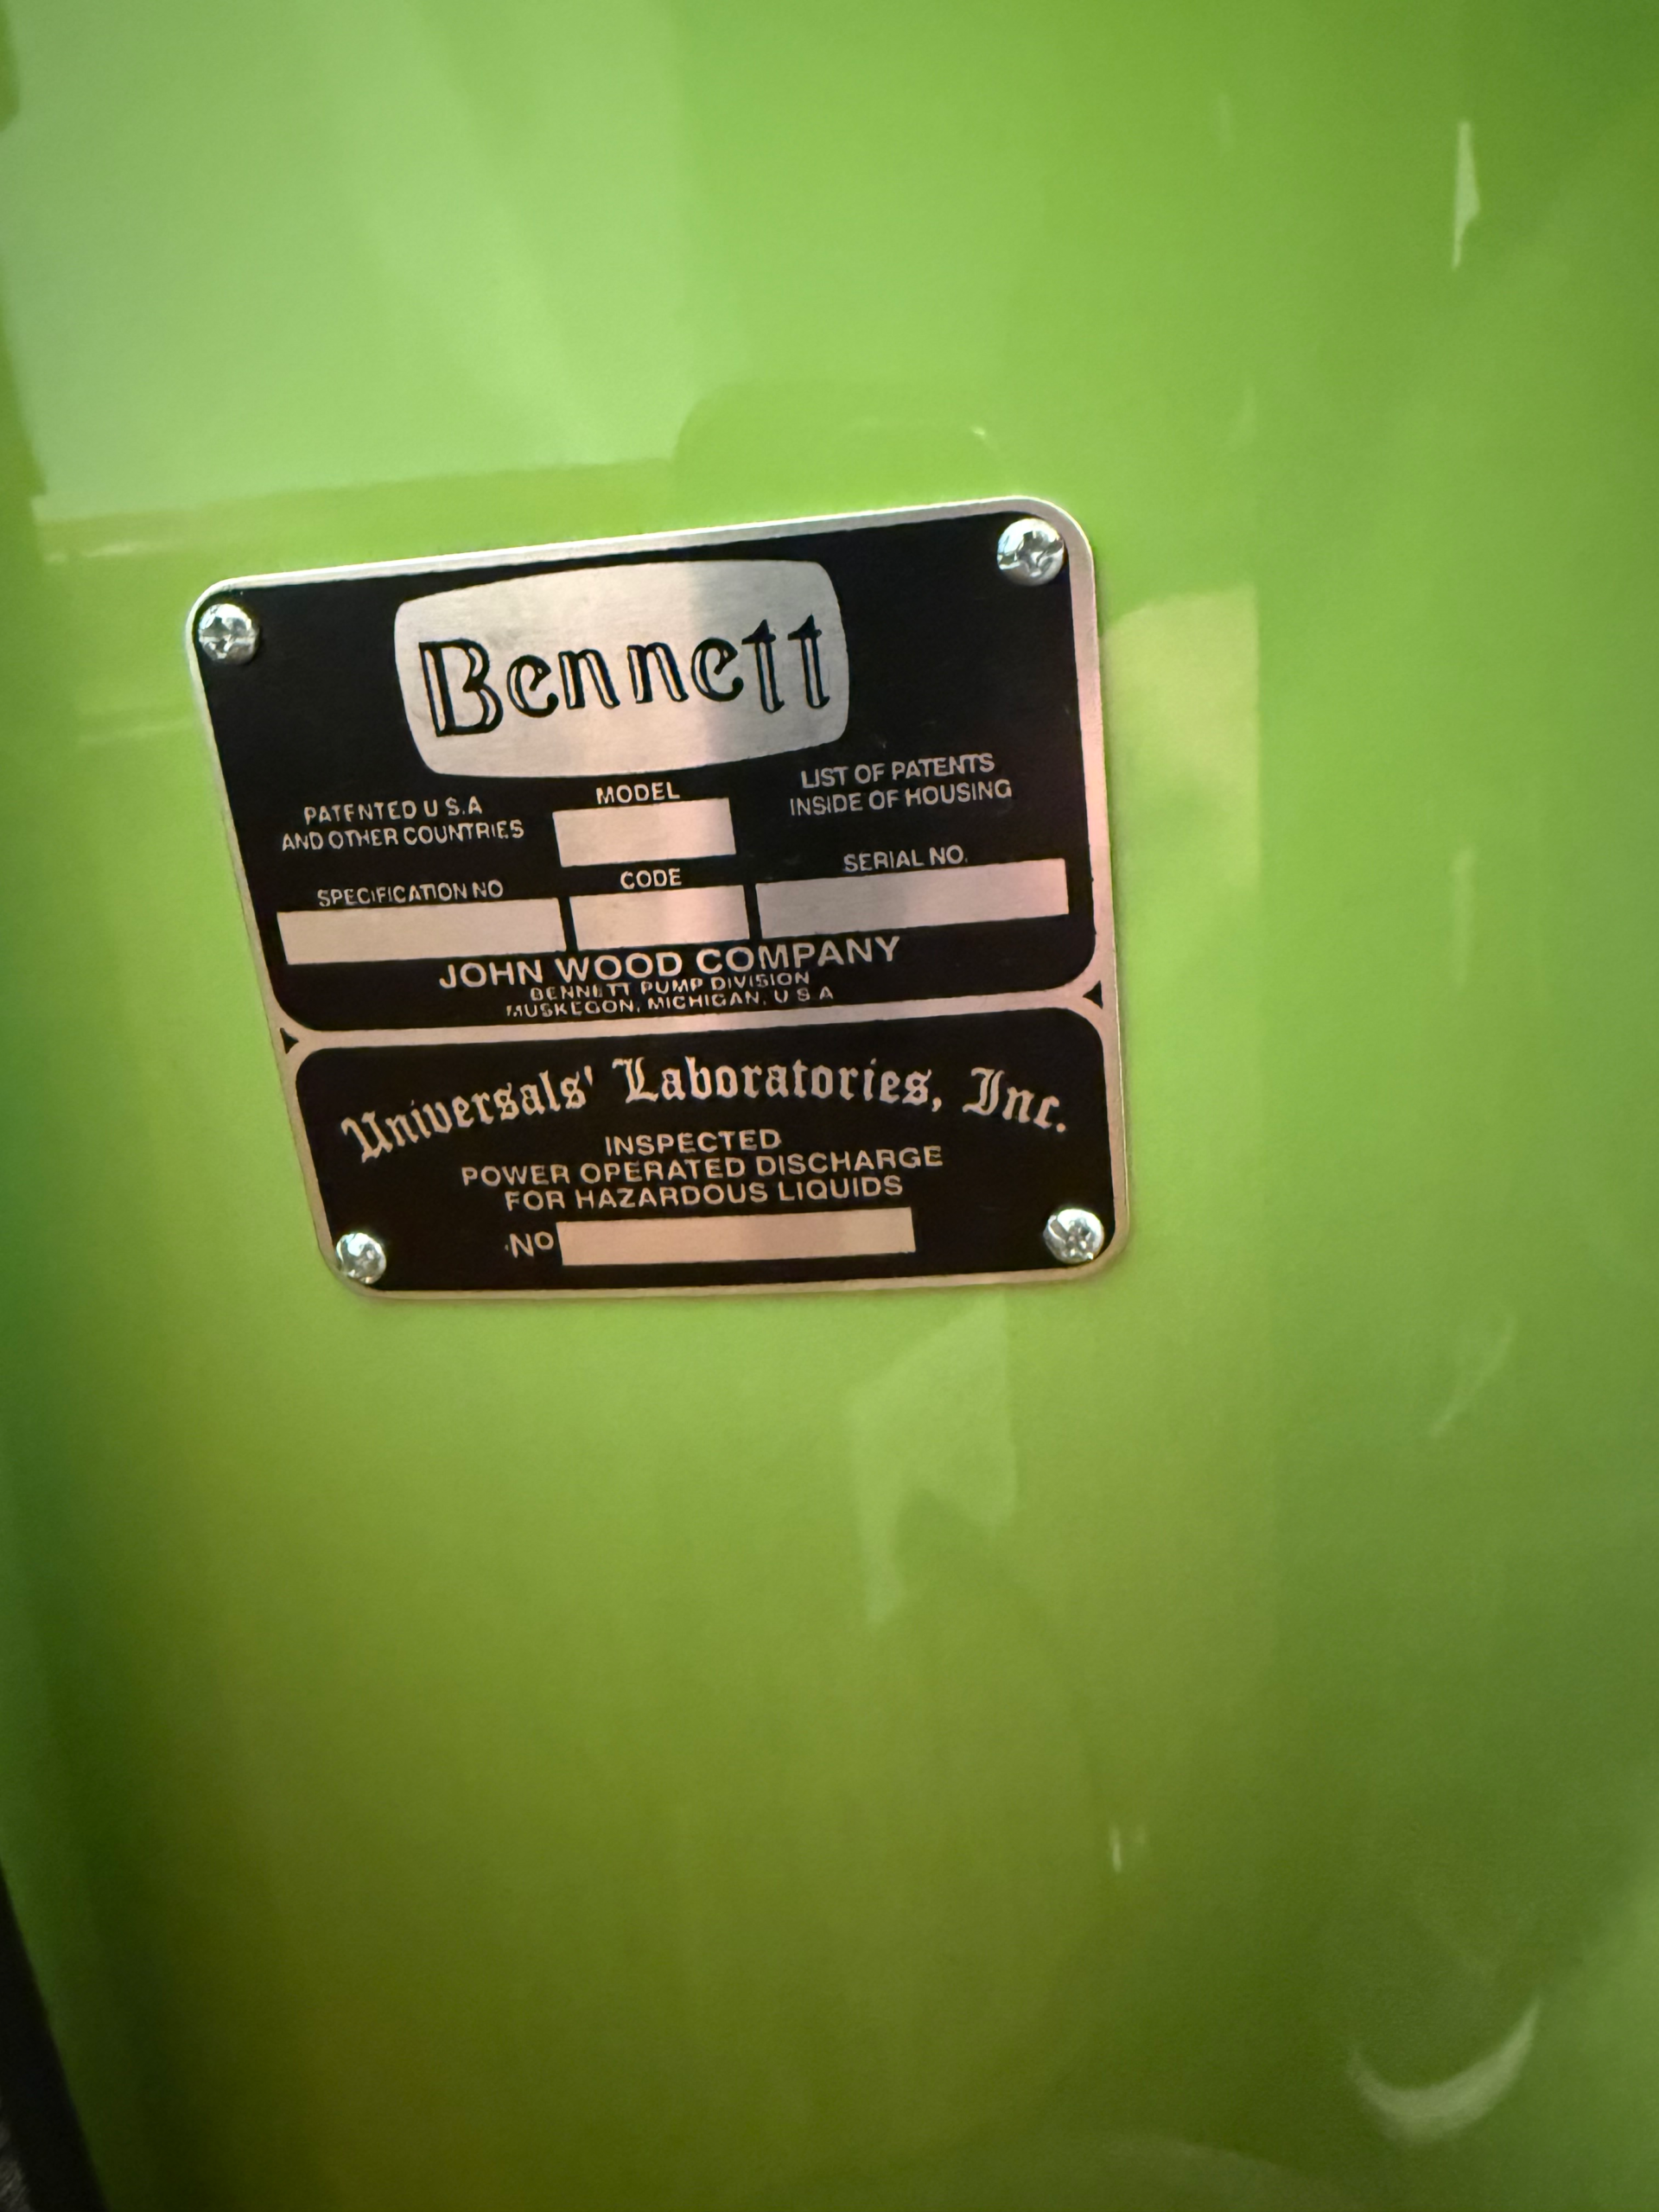 Bennett
PATENTED U S.A
AND OTHER COUNTRIES
MODEL
LIST OF PATENTS
INSIDE OF HOUSING
SPECIFICATION NO
CODE
SERIAL NO.
JOHN WOOD COMPANY
BENNETT PUMP DIVISION
MUSKEGON, MICHIGAN, U S A
Universals' Laboratories, Inc.
INSPECTED
POWER OPERATED DISCHARGE
FOR HAZARDOUS LIQUIDS
NO